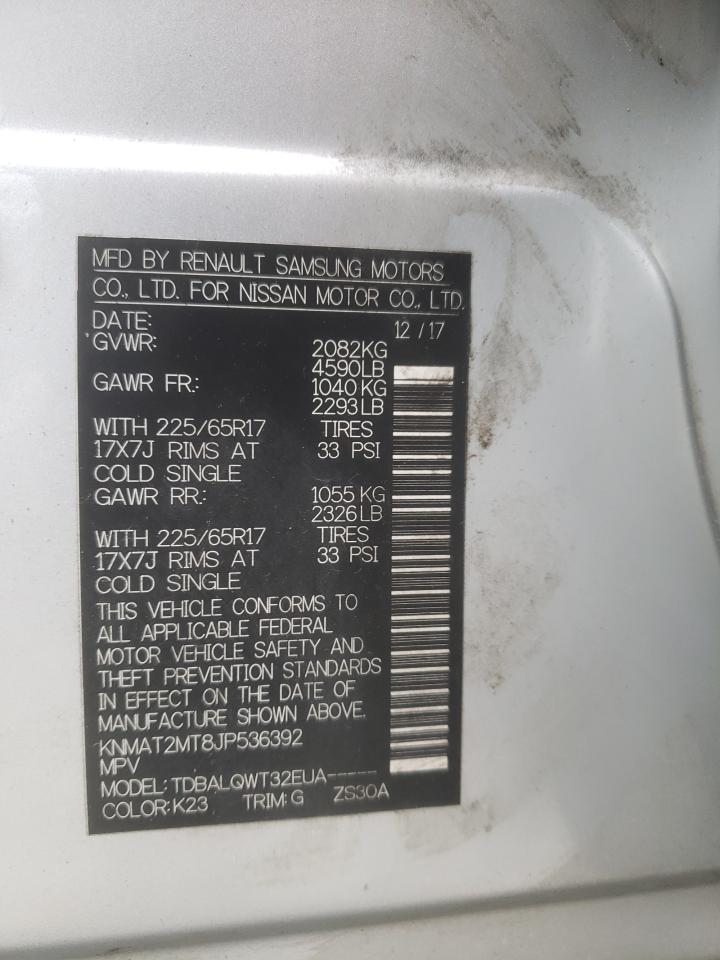 MFD BY RENAULT SAMSUNG MOTORS
CO., LTD. FOR NISSAN MOTOR CO., LTD.
DATE: 12 /17
GVWR: 2082KG
4590LB
GAWR FR.: 1040 KG
2293 LB
WITH 225/65R17 TIRES
17X7J RIMS AT 33 PSI
COLD SINGLE
GAWR RR.: 1055 KG
2326 LB
WITH 225/65R17 TIRES
17X7J RIMS AT 33 PSI
COLD SINGLE
THIS VEHICLE CONFORMS TO
ALL APPLICABLE FEDERAL
MOTOR VEHICLE SAFETY AND
THEFT PREVENTION STANDARDS
IN EFFECT ON THE DATE OF
MANUFACTURE SHOWN ABOVE.
KNMAT2MT8JP536392
MPV
MODEL: TDBALQWT32EUA-----
COLOR:K23 TRIM:G ZS30A